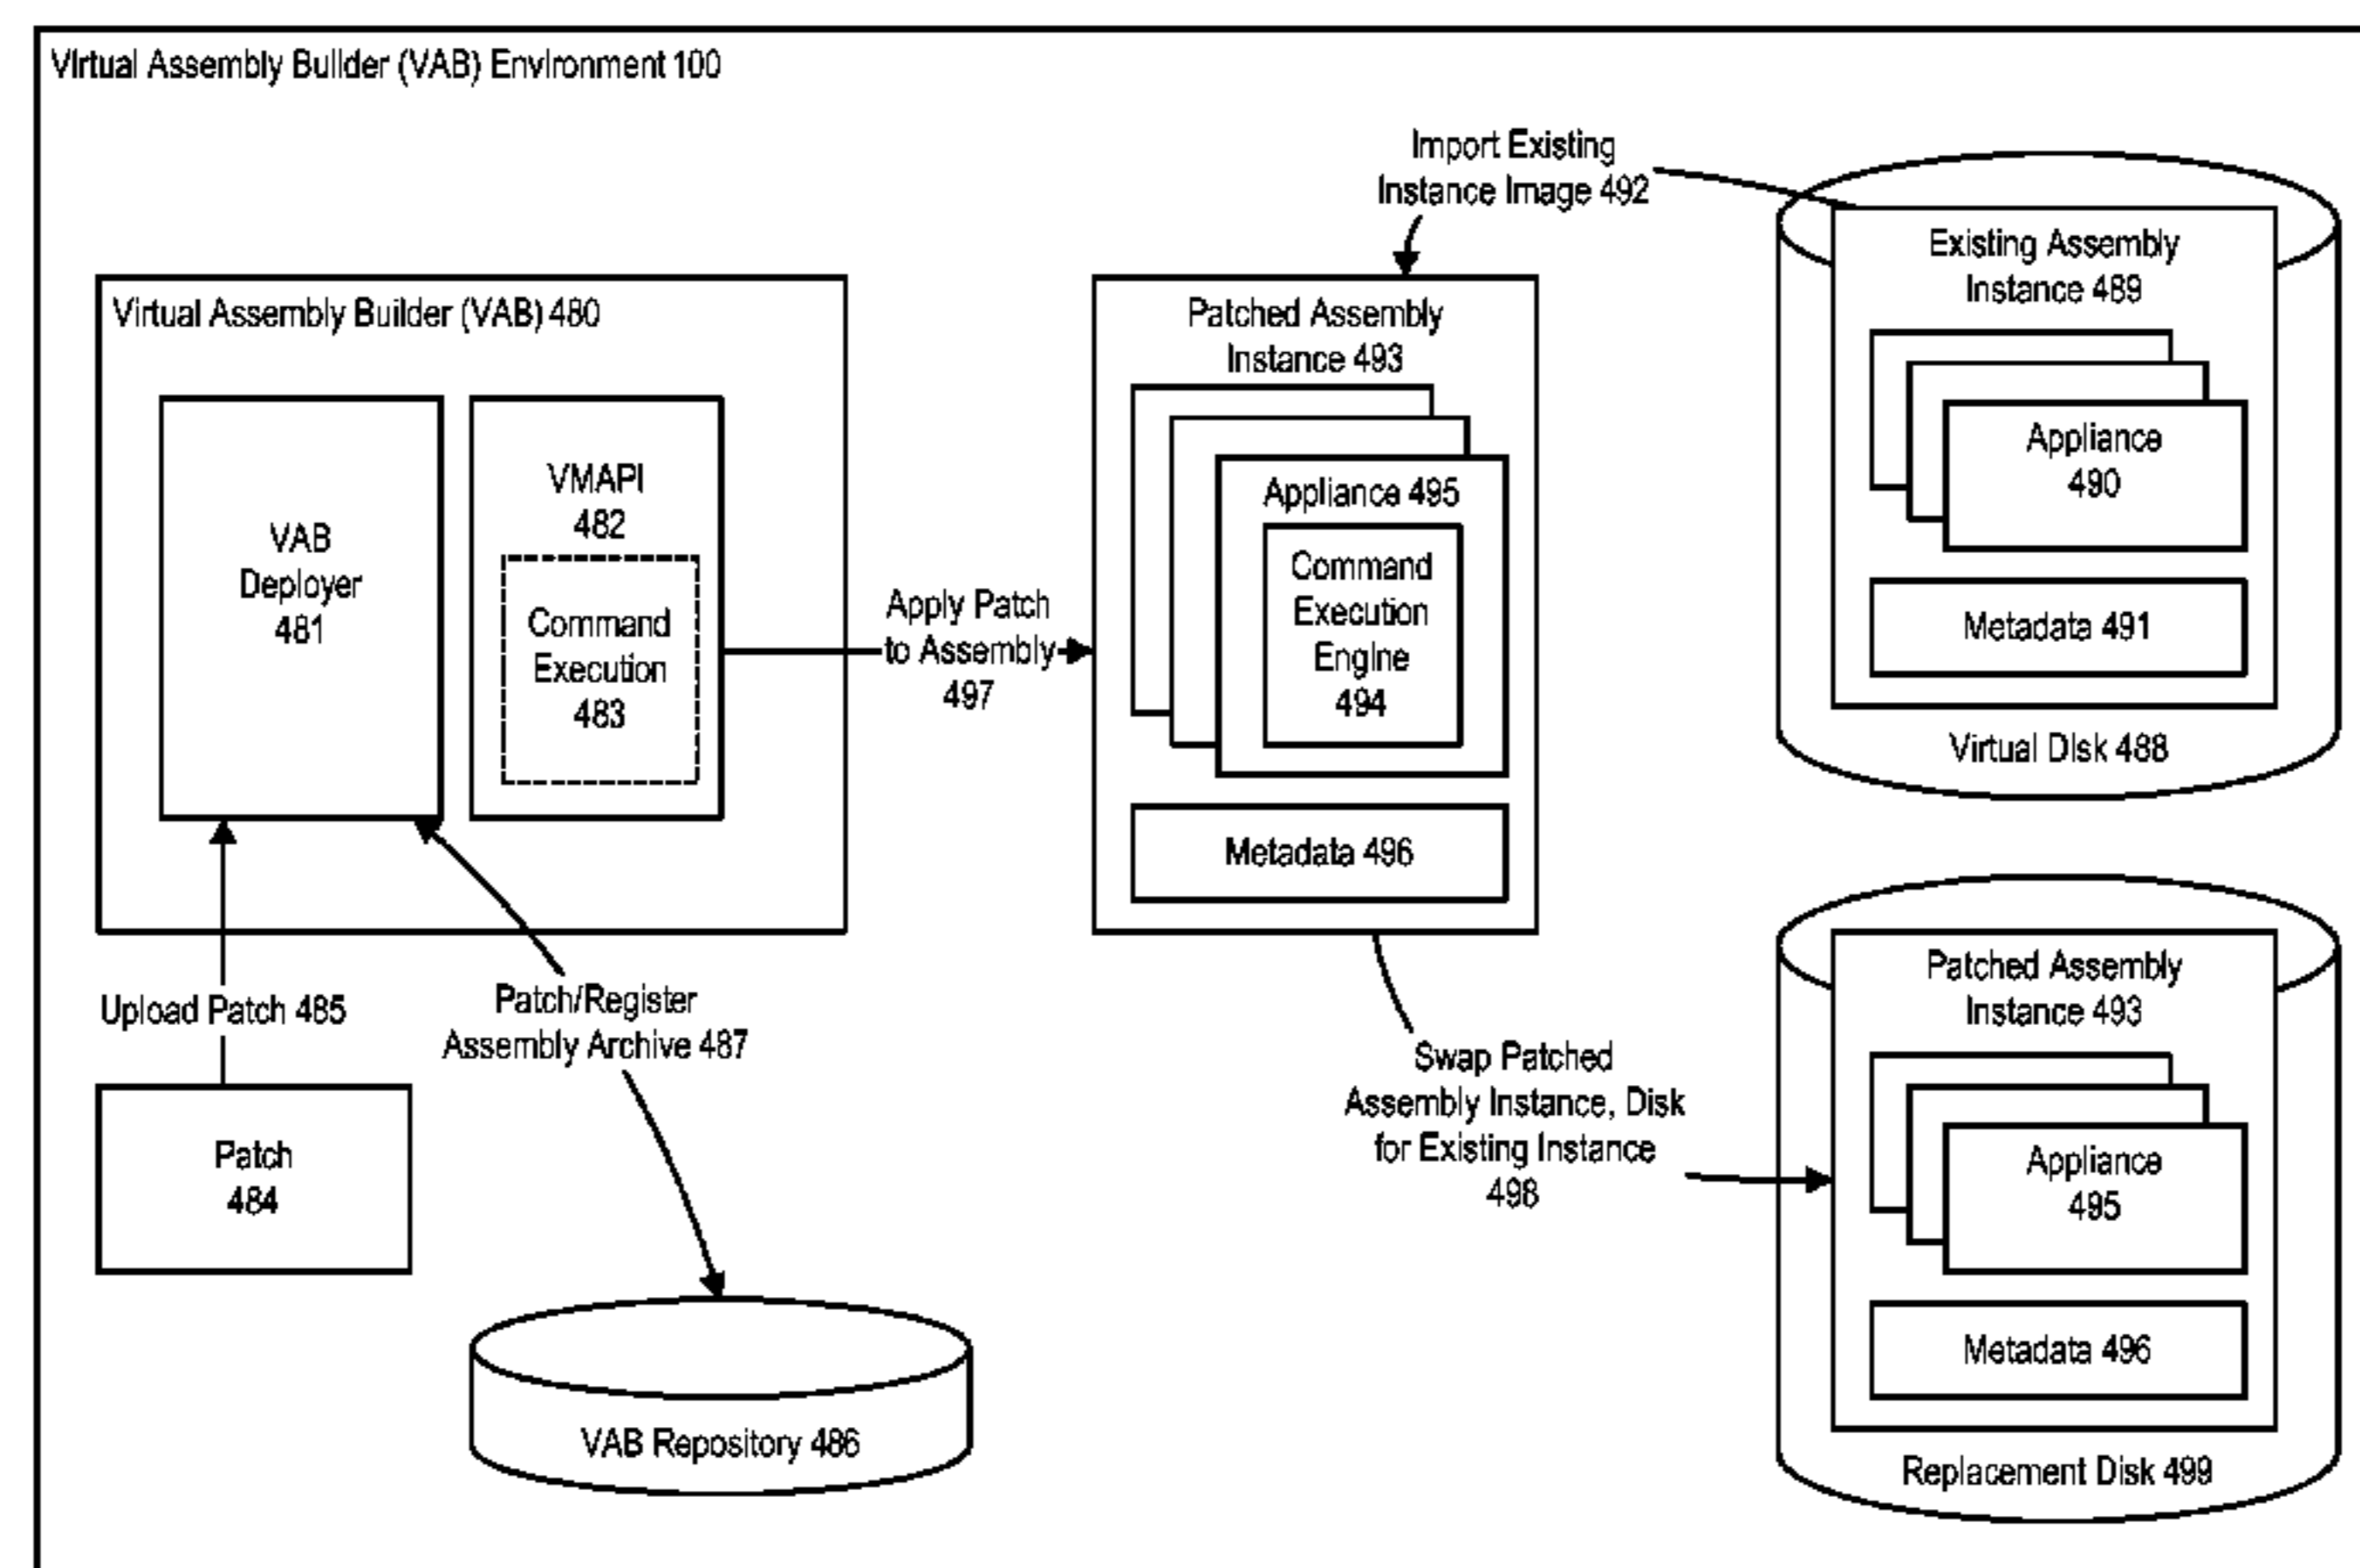 Virtual Assembly Builder (VAB) Environment 100
Import Existing
Instance Image 492
Existing Assembly
Instance 489
Appliance
490
Metadata 491
Virtual Disk 488
Virtual Assembly Builder (VAB) 480
VAB
Deployer
481
VMAPI
482
Command
Execution
483
Apply Patch
to Assembly
497
Patched Assembly
Instance 493
Appliance 495
Command
Execution
Engine
494
Metadata 496
Upload Patch 485
Patch/Register
Assembly Archive 487
Patch
484
VAB Repository 486
Swap Patched
Assembly Instance, Disk
for Existing Instance
498
Patched Assembly
Instance 493
Appliance
495
Metadata 496
Replacement Disk 499